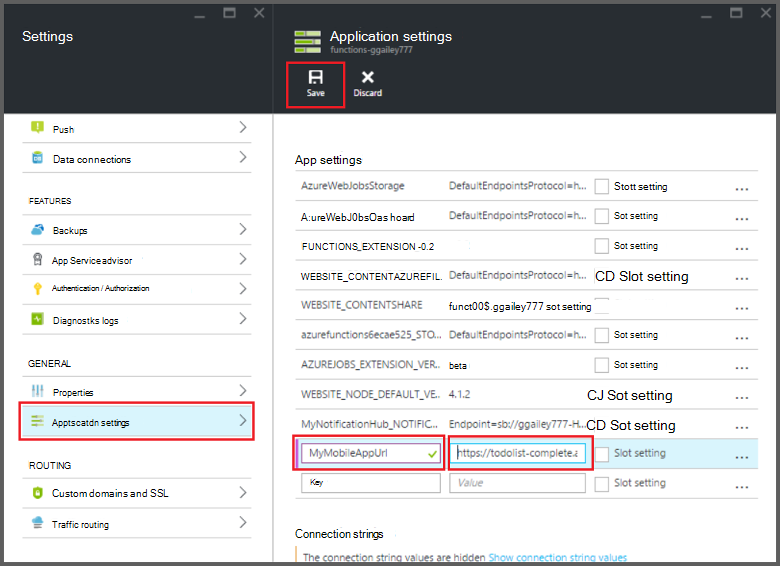 Settings
Push
Data connections
FEATURES
Backups
App Serviceadvisor
Authentication / Authorization
Diagnostks logs
GENERAL
Properties
Apptscatdn settings
ROUTING
Custom domains and SSL
Traffic routing
Application settings
functions-ggailey777
Save Discard
App settings
AzureWebJobsStorage DefaultEndpointsProtocol=h... Stott setting ...
A:ureWebJ0bsOas hoard DefaultEndpointsProtocol=h... Sot setting ...
FUNCTIONS_EXTENSION -0.2 Sot setting ...
WEBSITE_CONTENTAZUREFIL... DefaultEndpointsProtocol=h... CD Slot setting ...
WEBSITE_CONTENTSHARE funct00$.ggailey777 sot setting ...
azurefunctions6ecae525_STO... DefaultEndpointsProtocol=h... Sot setting ...
AZUREJOBS_EXTENSION_VER... beta Sot setting ...
WEBSITE_NODE_DEFAULT_VE... 4.1.2 CJ Sot setting ...
MyNotificationHub_NOTIFIC... Endpoint=sb://ggailey777-H... CD Sot setting ...
MyMobileAppUrl https://todolist-complete.a Slot setting ...
Key Value Slot setting ...
Connection strings
The connection string values are hidden Show connection string values